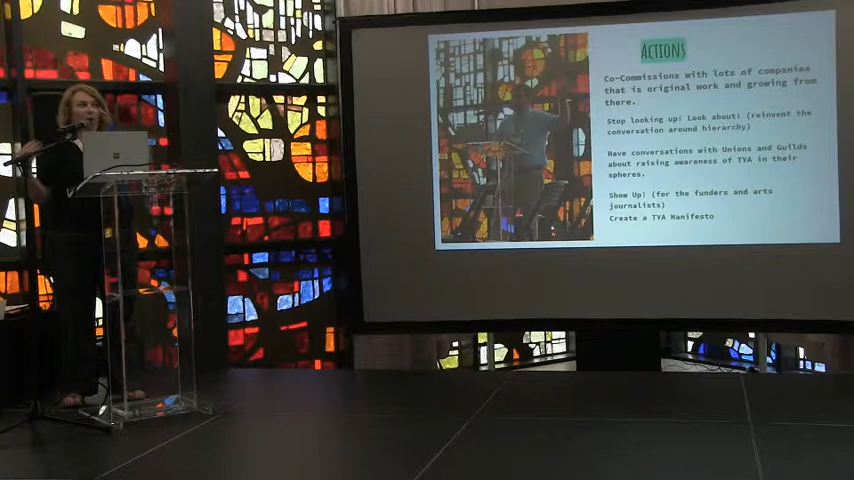 Actions
Co-Commissions with lots of companies
that is original work and growing from
there.
Stop looking up! Look about! (reinvent the
conversation around hierarchy)
Have conversations with Unions and Guilds
about raising awareness of TYA in their
spheres.
Show Up! (for the funders and arts
journalists)
Create a TYA Manifesto